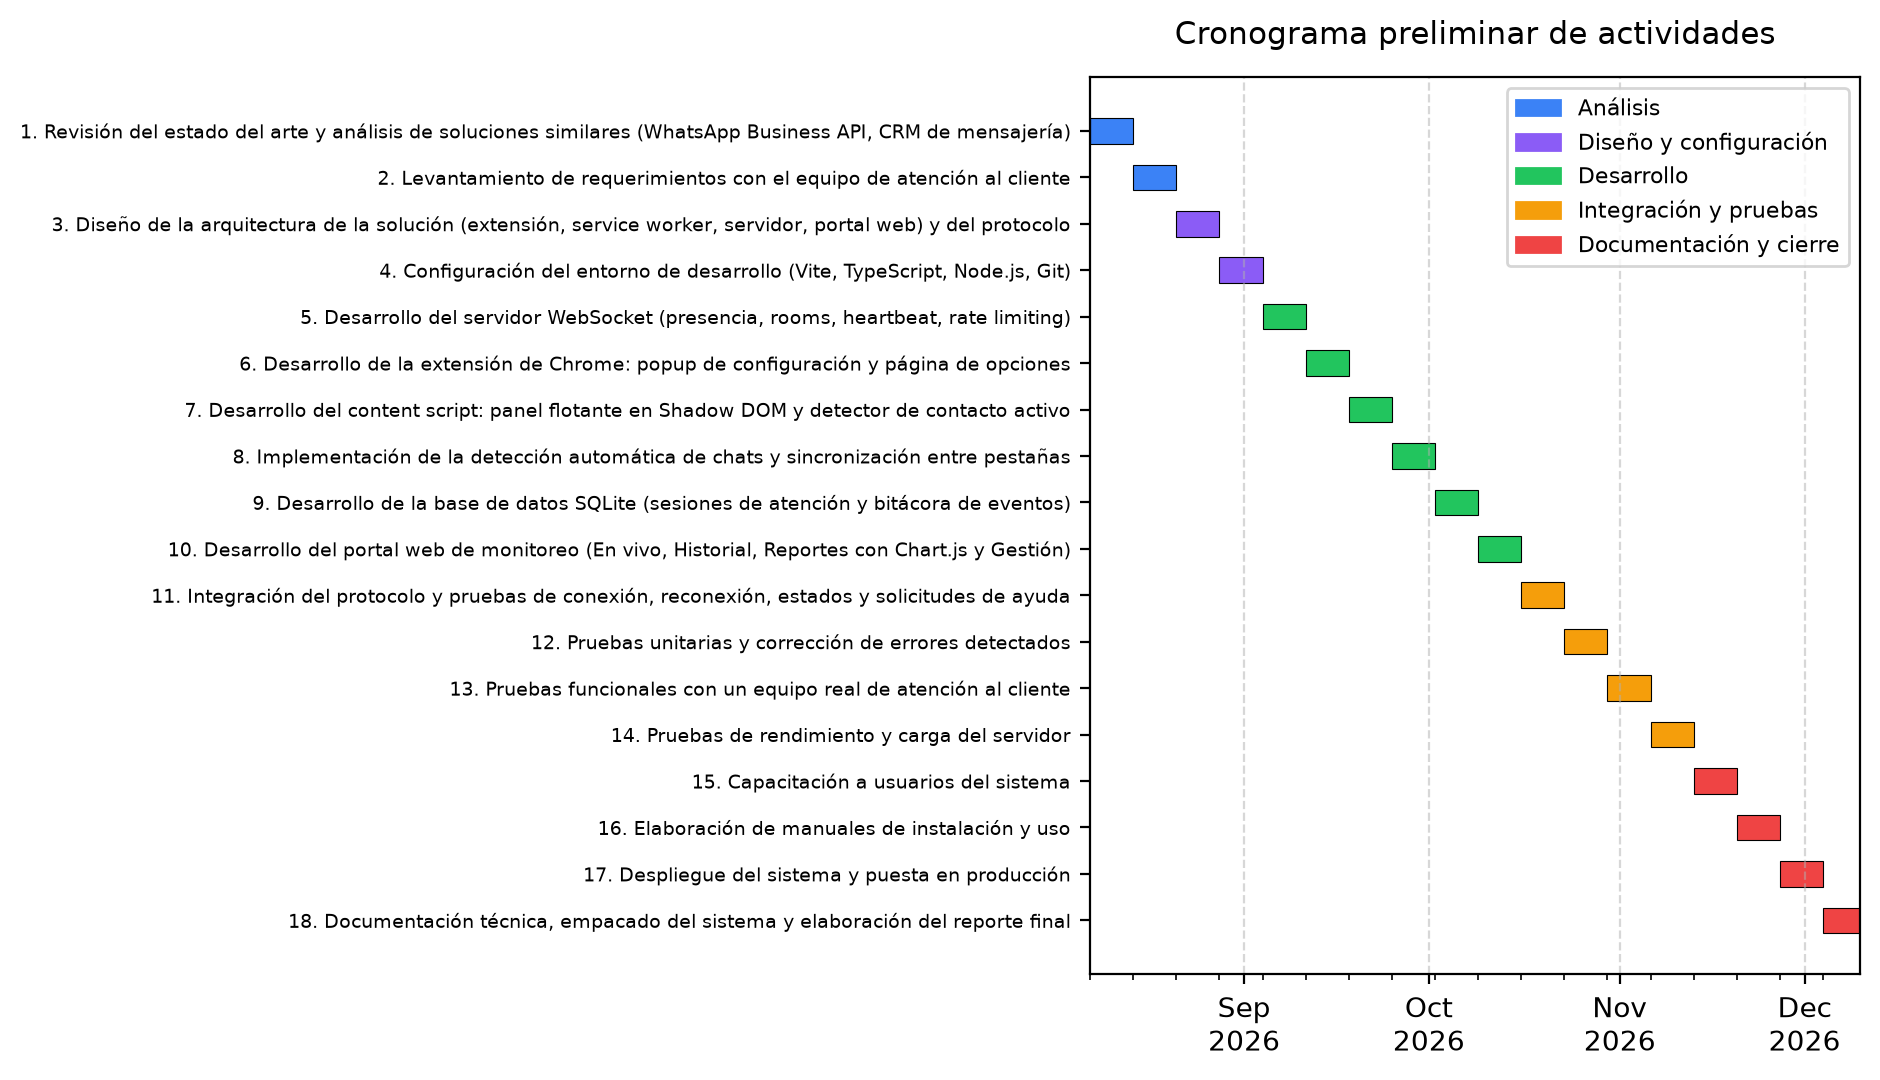 Cronograma preliminar de actividades
Análisis
Diseño y configuración
Desarrollo
Integración y pruebas
Documentación y cierre
1. Revisión del estado del arte y análisis de soluciones similares (WhatsApp Business API, CRM de mensajería)
2. Levantamiento de requerimientos con el equipo de atención al cliente
3. Diseño de la arquitectura de la solución (extensión, service worker, servidor, portal web) y del protocolo
4. Configuración del entorno de desarrollo (Vite, TypeScript, Node.js, Git)
5. Desarrollo del servidor WebSocket (presencia, rooms, heartbeat, rate limiting)
6. Desarrollo de la extensión de Chrome: popup de configuración y página de opciones
7. Desarrollo del content script: panel flotante en Shadow DOM y detector de contacto activo
8. Implementación de la detección automática de chats y sincronización entre pestañas
9. Desarrollo de la base de datos SQLite (sesiones de atención y bitácora de eventos)
10. Desarrollo del portal web de monitoreo (En vivo, Historial, Reportes con Chart.js y Gestión)
11. Integración del protocolo y pruebas de conexión, reconexión, estados y solicitudes de ayuda
12. Pruebas unitarias y corrección de errores detectados
13. Pruebas funcionales con un equipo real de atención al cliente
14. Pruebas de rendimiento y carga del servidor
15. Capacitación a usuarios del sistema
16. Elaboración de manuales de instalación y uso
17. Despliegue del sistema y puesta en producción
18. Documentación técnica, empacado del sistema y elaboración del reporte final
Sep Oct Nov Dec
2026 2026 2026 2026